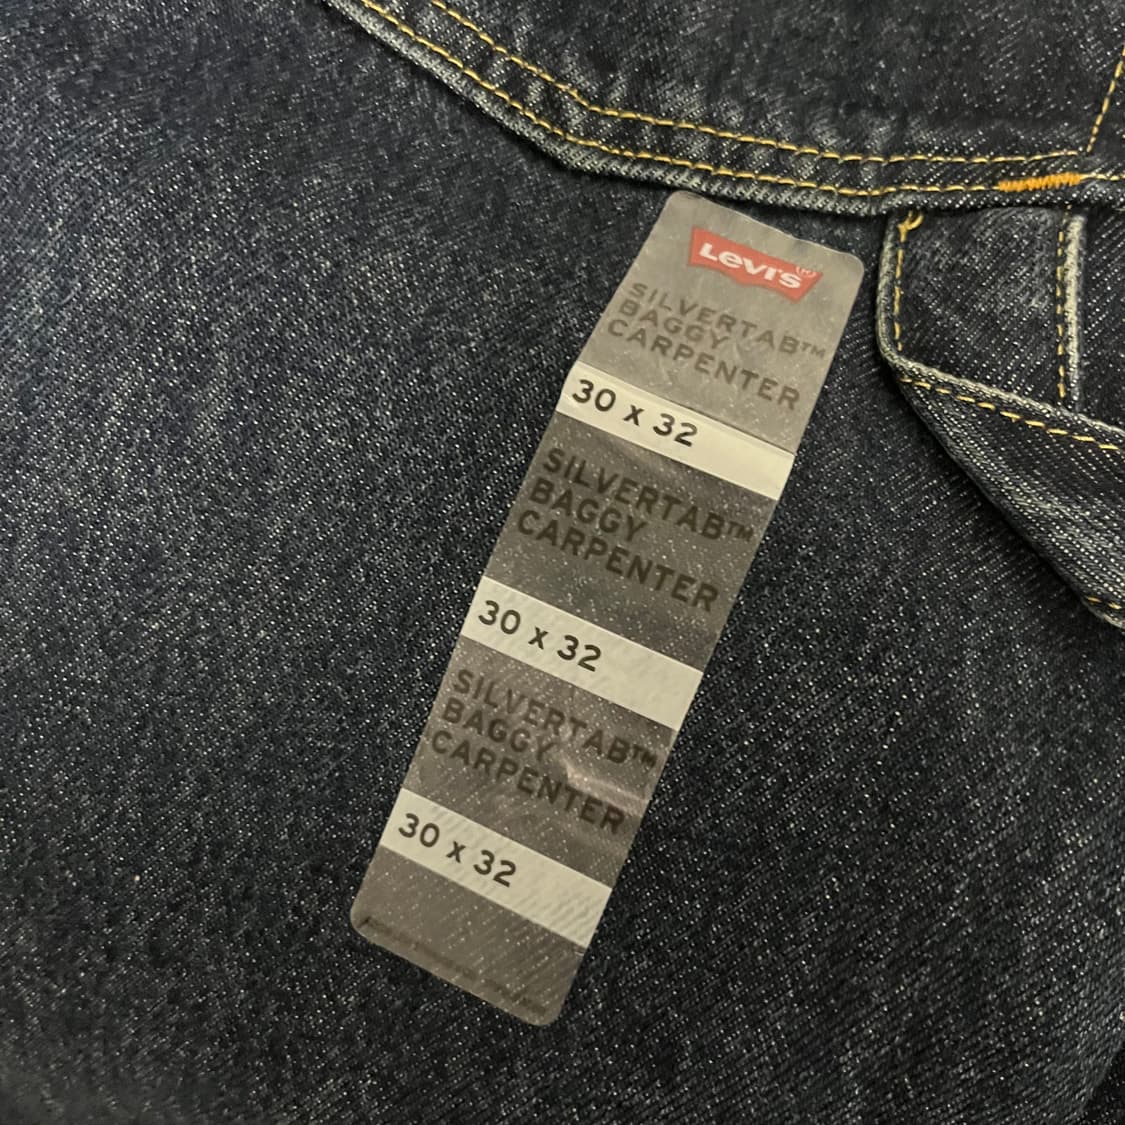 Levi's®
SILVERTAB™
BAGGY
CARPENTER
30 x 32
SILVERTAB™
BAGGY
CARPENTER
30 x 32
SILVERTAB™
BAGGY
CARPENTER
30 x 32